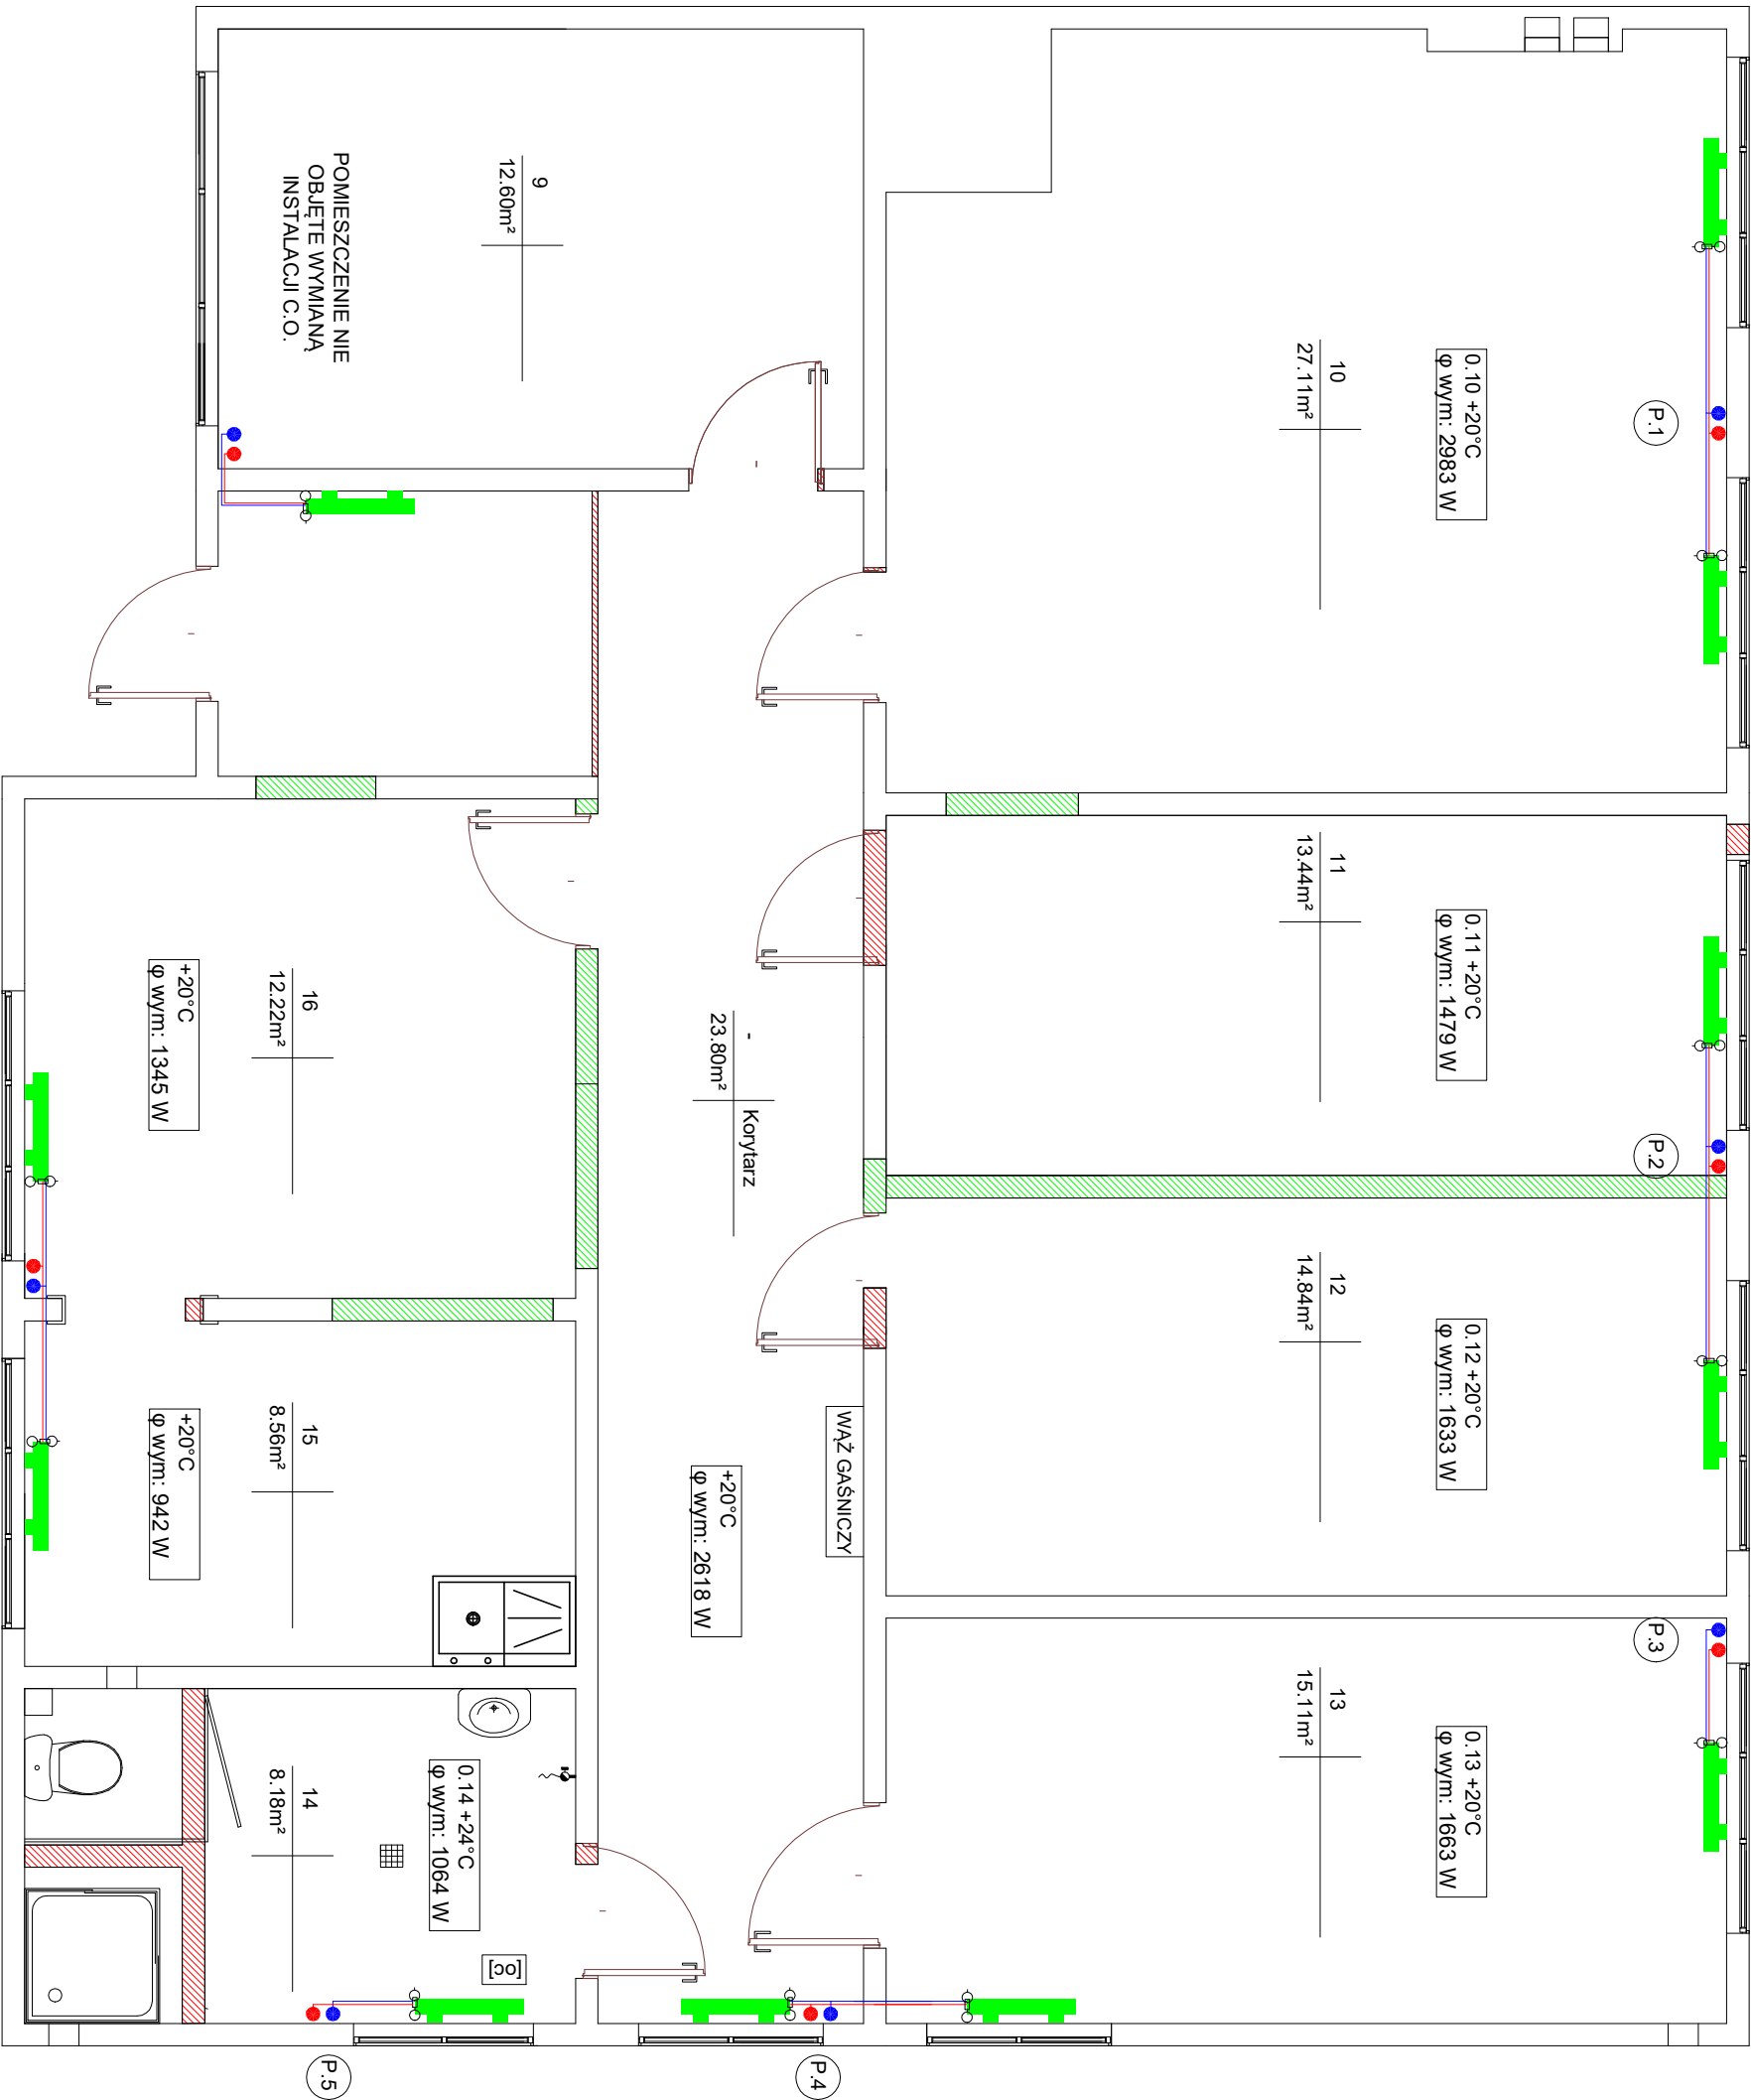 9
12.60m²
POMIESZCZENIE NIE
OBJĘTE WYMIANĄ
INSTALACJI C.O.
0.10 +20°C
φ wym: 2983 W
10
27.11m²
P.1
0.11 +20°C
φ wym: 1479 W
11
13.44m²
P.2
0.12 +20°C
φ wym: 1633 W
12
14.84m²
P.3
0.13 +20°C
φ wym: 1663 W
13
15.11m²
-
23.80m²
Korytarz
WĄŻ GAŚNICZY
+20°C
φ wym: 2618 W
16
12.22m²
+20°C
φ wym: 1345 W
15
8.56m²
+20°C
φ wym: 942 W
0.14 +24°C
φ wym: 1064 W
14
8.18m²
[oc]
P.4
P.5